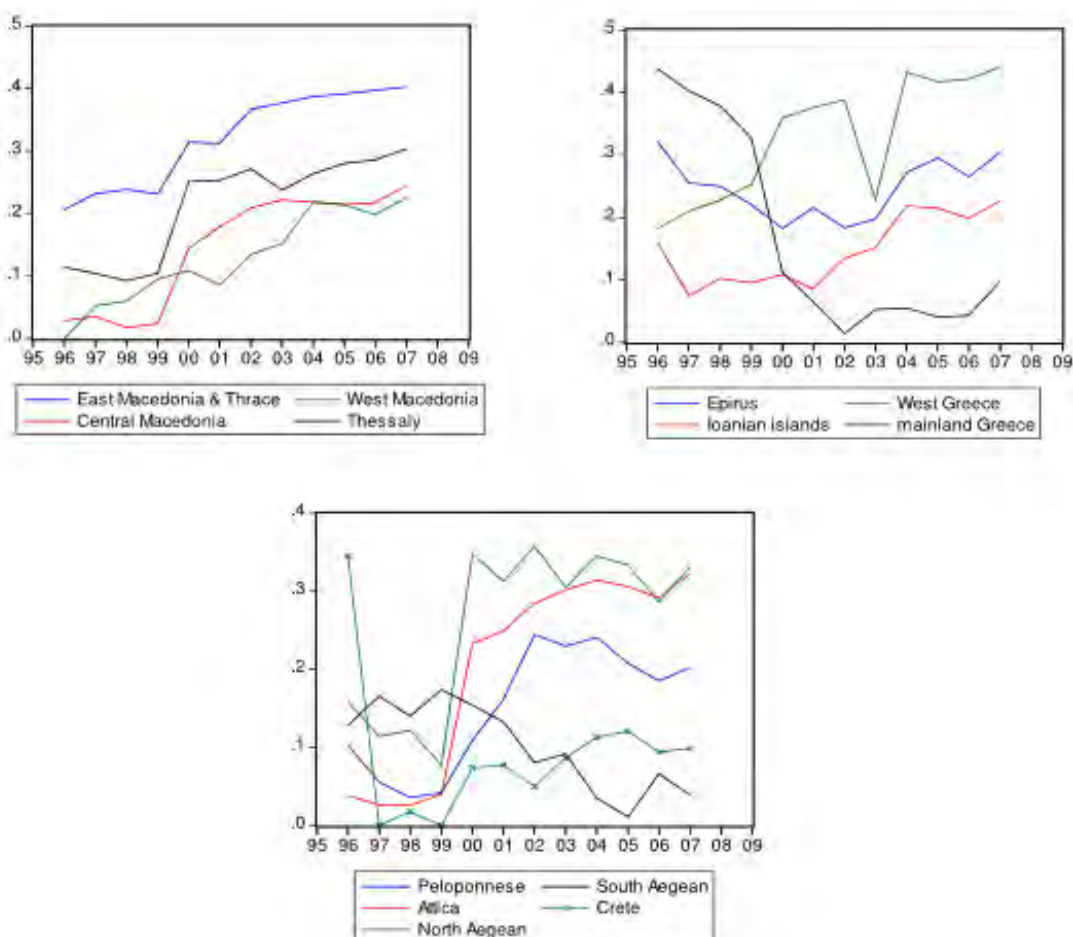 .5
.4
.3
.2
.1
.0
95 96 97 98 99 00 01 02 03 04 05 06 07 08 09
East Macedonia & Thrace West Macedonia
Central Macedonia Thessaly
.5
.4
.3
.2
.1
.0
95 96 97 98 99 00 01 02 03 04 05 06 07 08 09
Epirus West Greece
Ioanian islands mainland Greece
.4
.3
.2
.1
.0
95 96 97 98 99 00 01 02 03 04 05 06 07 08 09
Peloponnese South Aegean
Attica Crete
North Aegean